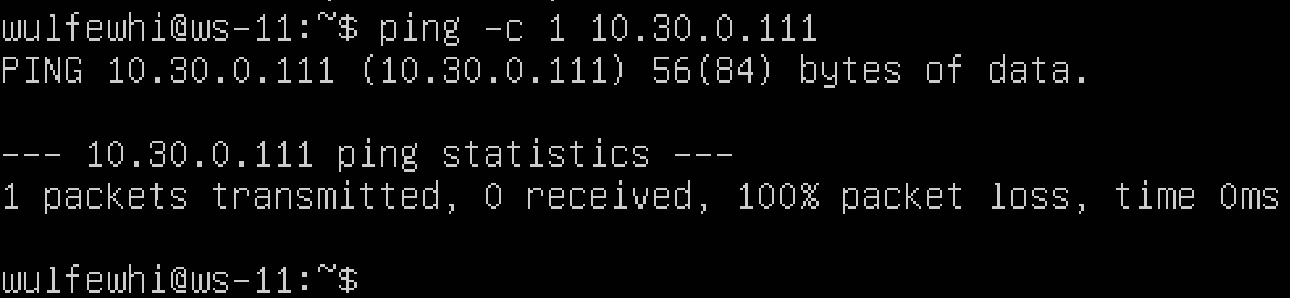 wulfewhi@ws-11:~$ ping -c 1 10.30.0.111
PING 10.30.0.111 (10.30.0.111) 56(84) bytes of data.
--- 10.30.0.111 ping statistics ---
1 packets transmitted, 0 received, 100% packet loss, time 0ms
wulfewhi@ws-11:~$